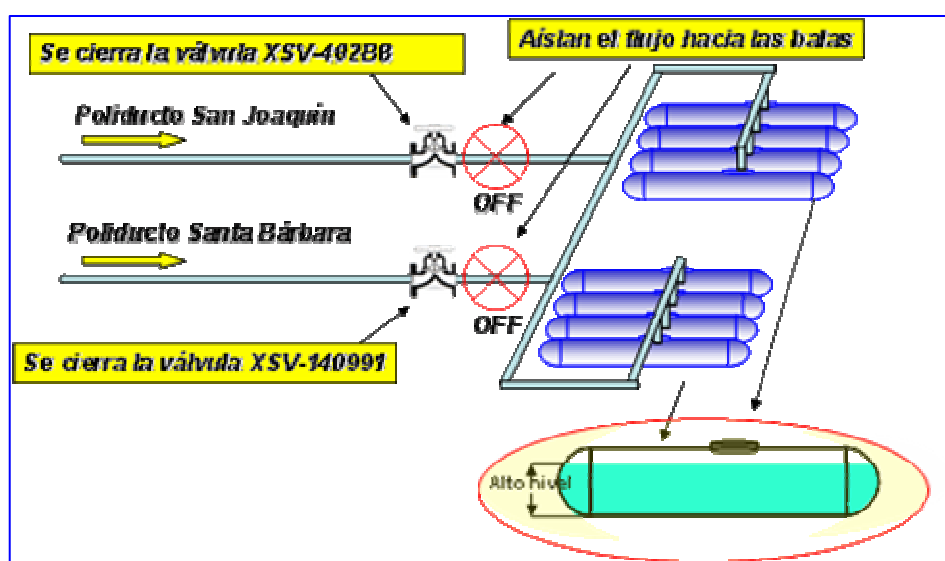 Se cierra la válvula XSV-402B8
Aíslan el flujo hacia las balas
Poliducto San Joaquín
OFF
Poliducto Santa Bárbara
OFF
Se cierra la válvula XSV-140991
Alto nivel